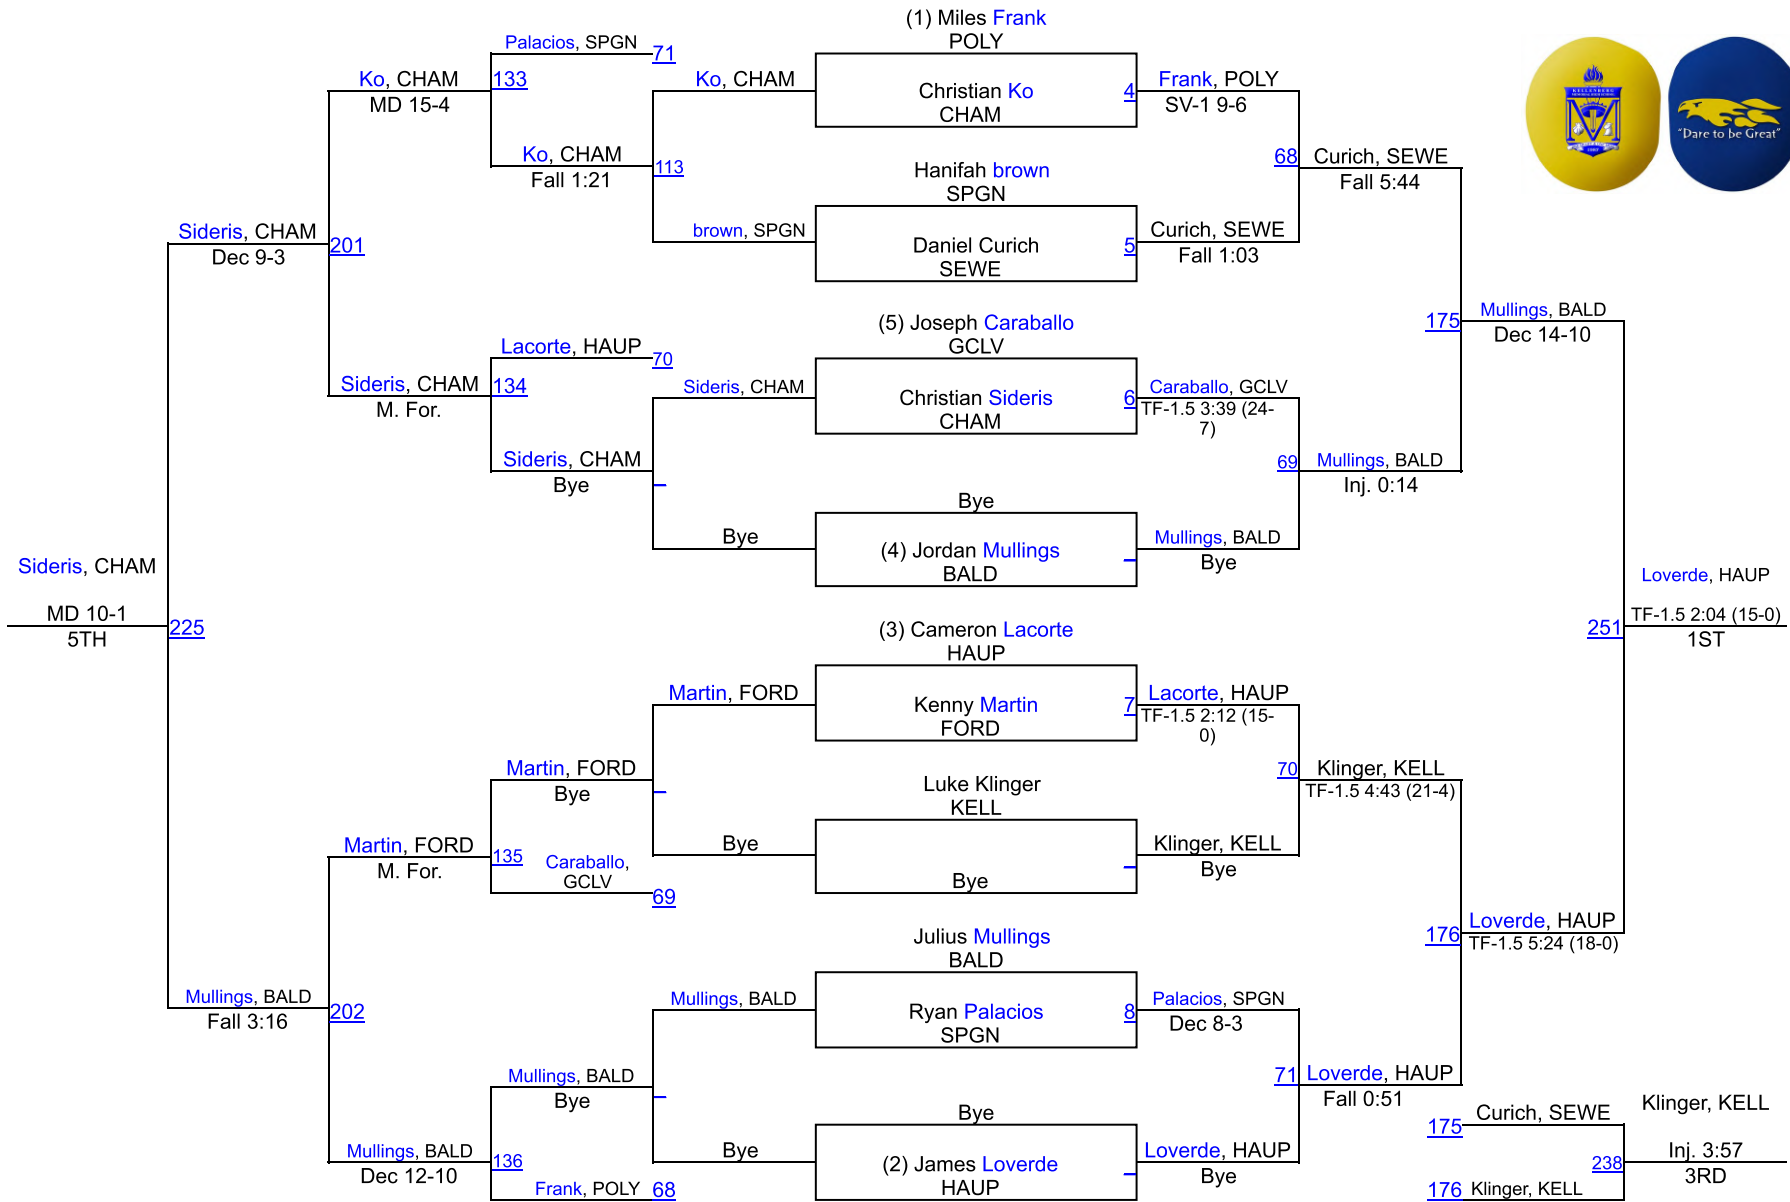 (1) Miles Frank
POLY
Palacios, SPGN
71
Ko, CHAM
MD 15-4
133
Ko, CHAM
Christian Ko
CHAM
4
Frank, POLY
SV-1 9-6
KELLENBERG
"Dare to be Great"
Ko, CHAM
Fall 1:21
113
Hanifah brown
SPGN
68
Curich, SEWE
Fall 5:44
Sideris, CHAM
Dec 9-3
201
brown, SPGN
Daniel Curich
SEWE
5
Curich, SEWE
Fall 1:03
(5) Joseph Caraballo
GCLV
175
Mullings, BALD
Dec 14-10
Lacorte, HAUP
70
Sideris, CHAM
M. For.
134
Sideris, CHAM
Christian Sideris
CHAM
6
Caraballo, GCLV
TF-1.5 3:39 (24-
7)
Sideris, CHAM
Bye
69
Mullings, BALD
Inj. 0:14
Bye
Bye
(4) Jordan Mullings
BALD
Mullings, BALD
Bye
Sideris, CHAM
MD 10-1
5TH
225
Loverde, HAUP
TF-1.5 2:04 (15-0)
1ST
251
(3) Cameron Lacorte
HAUP
Martin, FORD
Kenny Martin
FORD
7
Lacorte, HAUP
TF-1.5 2:12 (15-
0)
Martin, FORD
Bye
70
Klinger, KELL
TF-1.5 4:43 (21-4)
Luke Klinger
KELL
Martin, FORD
M. For.
135
Caraballo,
GCLV
69
Bye
Bye
Klinger, KELL
Bye
Julius Mullings
BALD
176
Loverde, HAUP
TF-1.5 5:24 (18-0)
Mullings, BALD
Fall 3:16
202
Mullings, BALD
Ryan Palacios
SPGN
8
Palacios, SPGN
Dec 8-3
Mullings, BALD
Bye
71
Loverde, HAUP
Fall 0:51
Bye
Mullings, BALD
Dec 12-10
136
Bye
(2) James Loverde
HAUP
Loverde, HAUP
Bye
Frank, POLY
68
175
Curich, SEWE
Klinger, KELL
238
Inj. 3:57
3RD
176
Klinger, KELL